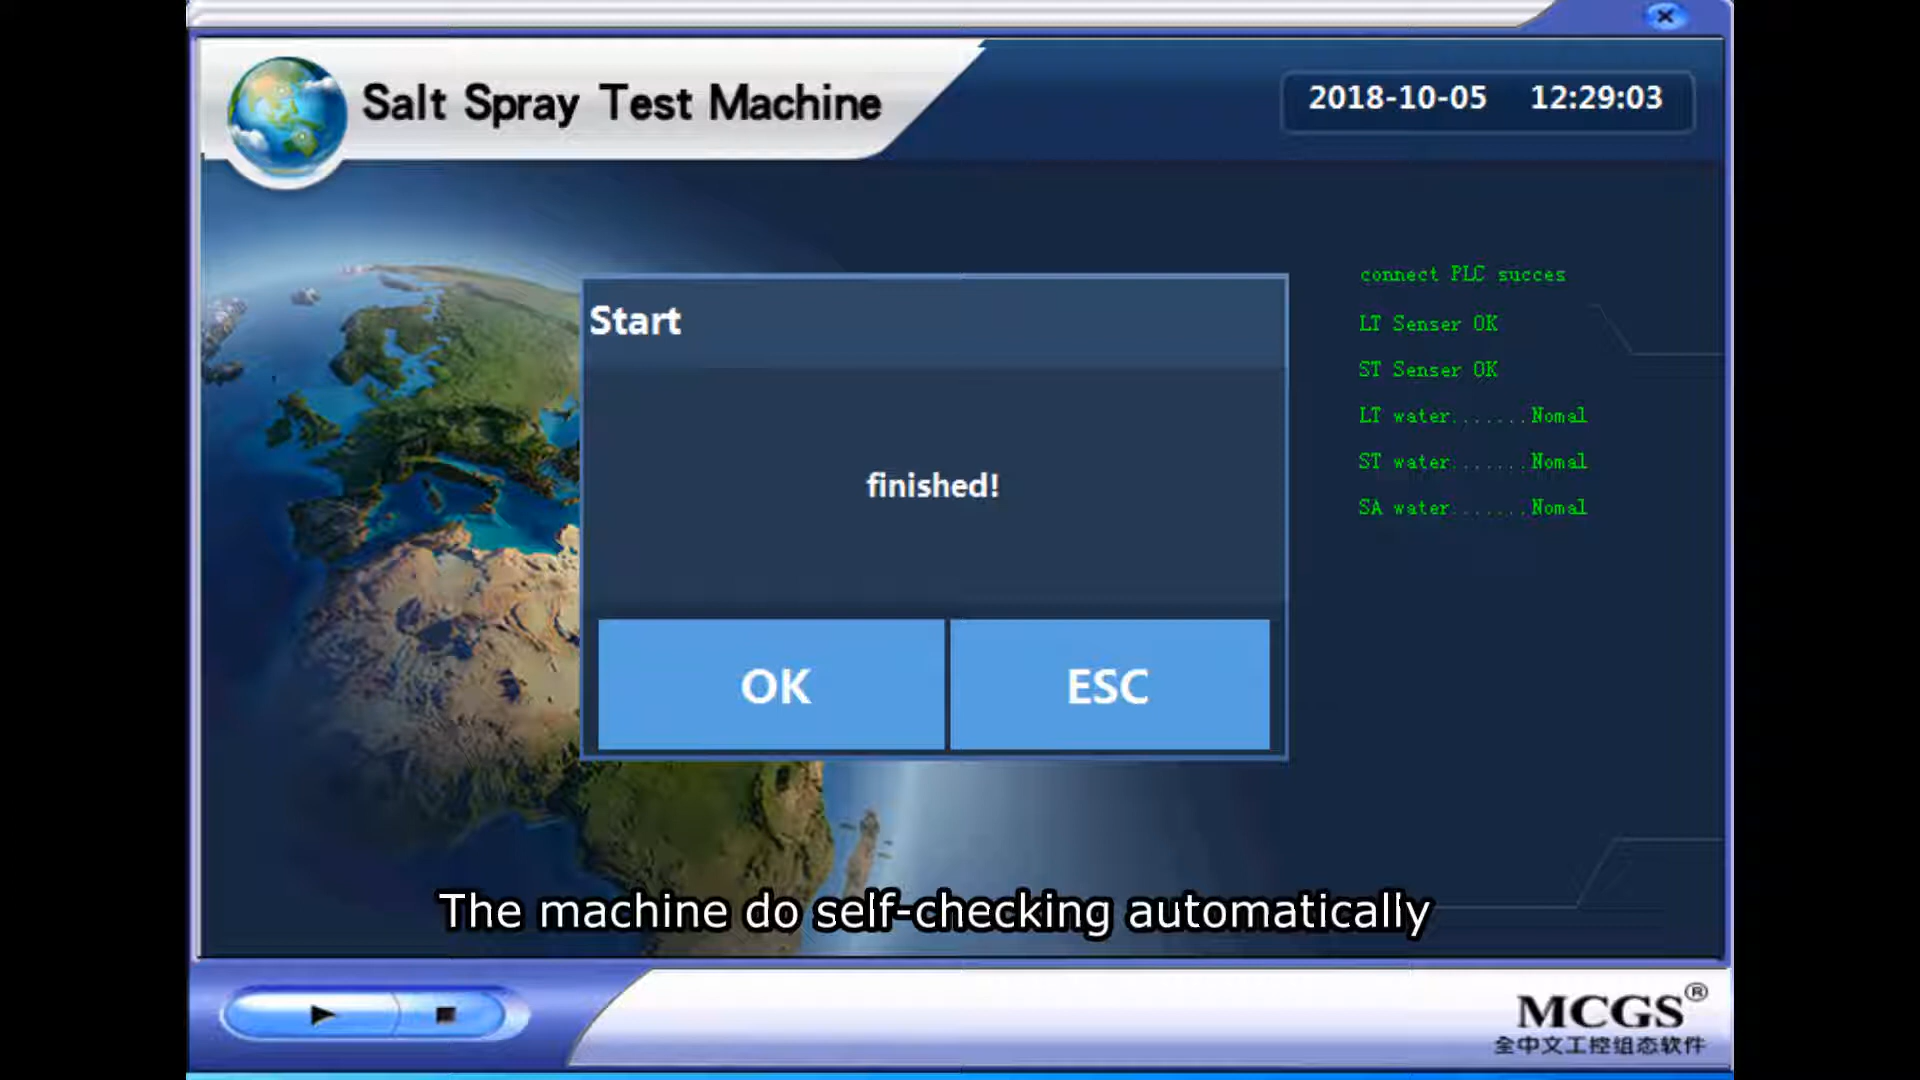 Salt Spray Test Machine
2018-10-05 12:29:03
connect PLC succes
LT Senser OK
ST Senser OK
LT water.......Nomal
ST water.......Nomal
SA water.......Nomal
Start
finished!
OK ESC
The machine do self-checking automatically
MCGS®
全中文工控组态软件